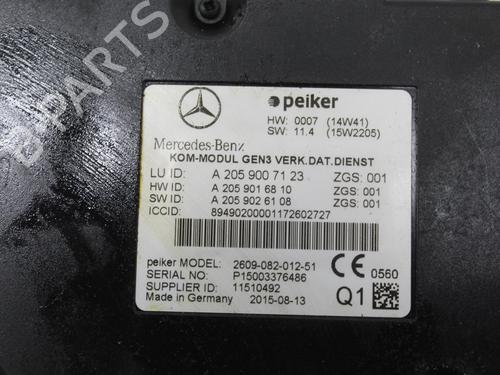 B-PARTS
peiker
HW: 0007 (14W41)
SW: 11.4 (15W2205)
Mercedes-Benz
KOM-MODUL GEN3 VERK.DAT.DIENST
LU ID: A 205 900 71 23 ZGS: 001
HW ID: A 205 901 68 10 ZGS: 001
SW ID: A 205 902 61 08 ZGS: 001
ICCID: 89490200001172602727
peiker MODEL: 2609-082-012-51
SERIAL NO: P15003376486
SUPPLIER ID: 11510492
Made in Germany 2015-08-13
CE 0560
Q1